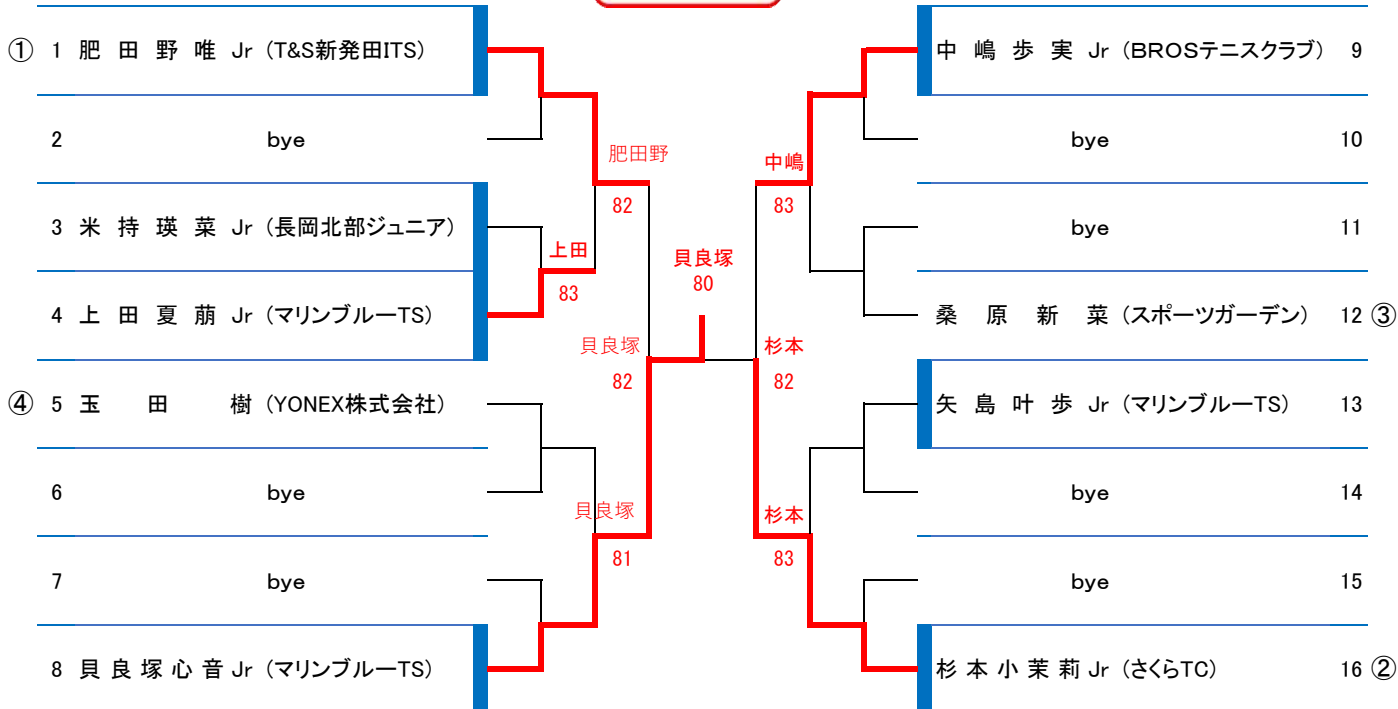 ① 1 肥田野唯 Jr (T&S新発田ITS)
2 bye
3 米持瑛菜 Jr (長岡北部ジュニア)
4 上田夏萠 Jr (マリンブルーTS)
④ 5 玉田樹 (YONEX株式会社)
6 bye
7 bye
8 貝良塚心音 Jr (マリンブルーTS)
肥田野
82
上田
83
貝良塚
82
貝良塚
81
貝良塚
80
中嶋
83
杉本
82
杉本
83
中嶋歩実 Jr (BROSテニスクラブ) 9
bye 10
bye 11
桑原新菜 (スポーツガーデン) 12 ③
矢島叶歩 Jr (マリンブルーTS) 13
bye 14
bye 15
杉本小茉莉 Jr (さくらTC) 16 ②